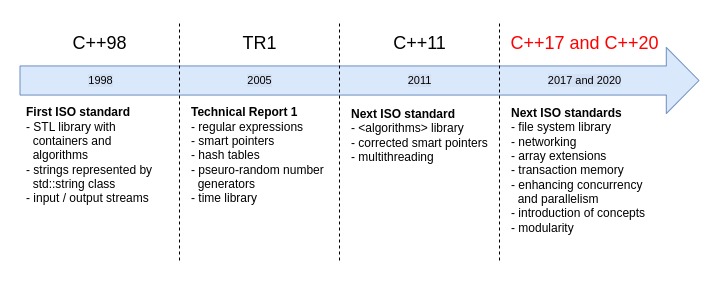 C++98
TR1
C++11
C++17 and C++20
1998
2005
2011
2017 and 2020
First ISO standard
- STL library with
containers and
algorithms
- strings represented by
std::string class
- input / output streams
Technical Report 1
- regular expressions
- smart pointers
- hash tables
- pseuro-random number
generators
- time library
Next ISO standard
- <algorithms> library
- corrected smart pointers
- multithreading
Next ISO standards
- file system library
- networking
- array extensions
- transaction memory
- enhancing concurrency
and parallelism
- introduction of concepts
- modularity